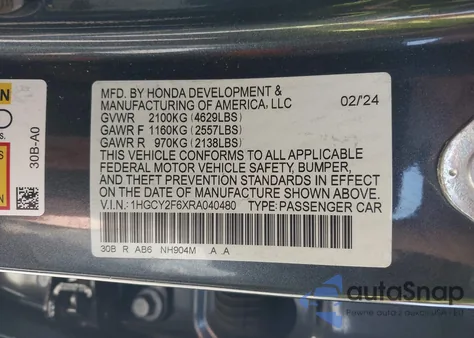 N
30B-A0
MFD. BY HONDA DEVELOPMENT &
MANUFACTURING OF AMERICA, LLC
02/'24
GVWR 2100KG (4629LBS)
GAWR F 1160KG (2557LBS)
GAWR R 970KG (2138LBS)
THIS VEHICLE CONFORMS TO ALL APPLICABLE
FEDERAL MOTOR VEHICLE SAFETY, BUMPER,
AND THEFT PREVENTION STANDARDS IN EFFECT
ON THE DATE OF MANUFACTURE SHOWN ABOVE.
V.I.N.: 1HGCY2F6XRA040480 TYPE: PASSENGER CAR
30B R AB6 NH904M A A
autoSnap